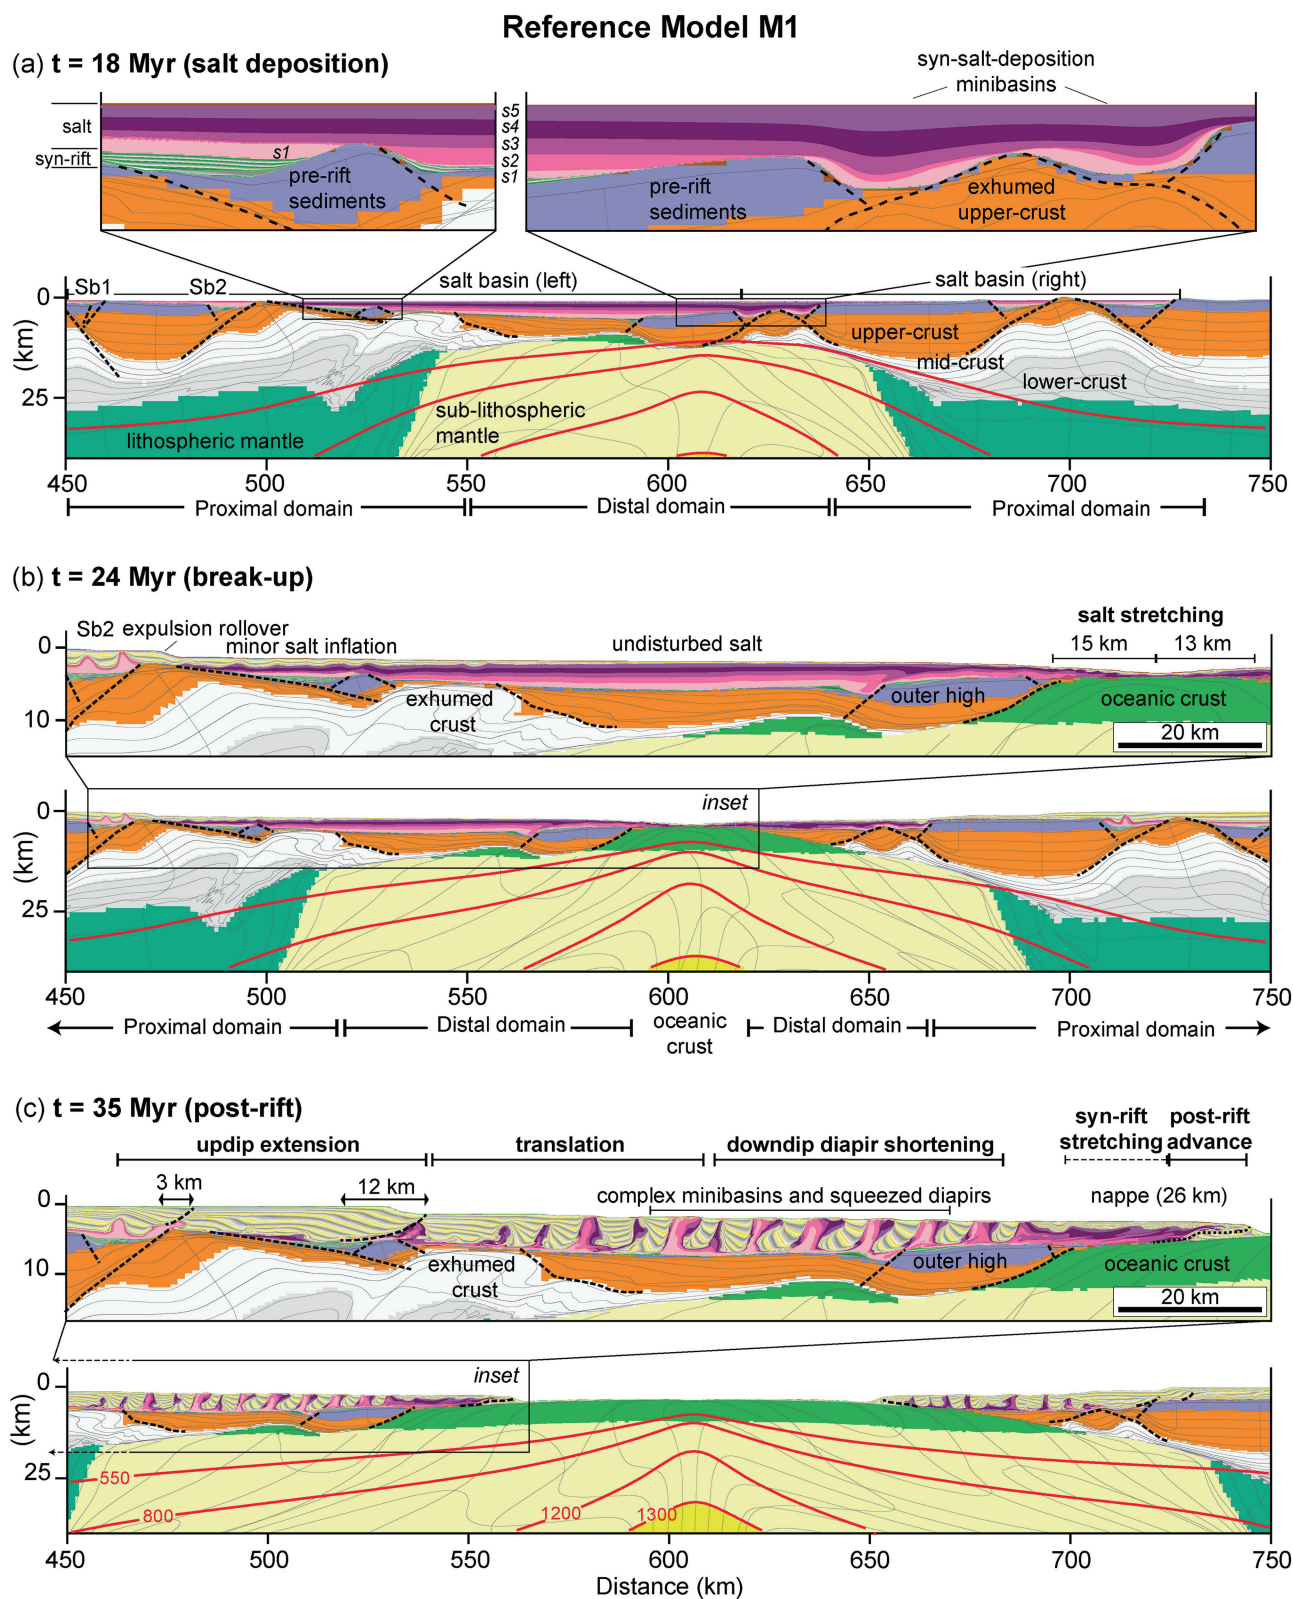 Reference Model M1
(a) t = 18 Myr (salt deposition)
syn-salt-deposition
minibasins
salt
syn-rift
s1
pre-rift
sediments
s5
s4
s3
s2
s1
pre-rift
sediments
exhumed
upper-crust
Sb1
Sb2
salt basin (left)
salt basin (right)
0
25
(km)
upper-crust
mid-crust
lower-crust
sub-lithospheric
mantle
lithospheric mantle
450
500
550
600
650
700
750
Proximal domain
Distal domain
Proximal domain
(b) t = 24 Myr (break-up)
Sb2
expulsion rollover
minor salt inflation
undisturbed salt
salt stretching
15 km
13 km
0
10
(km)
exhumed
crust
outer high
oceanic crust
20 km
inset
0
25
(km)
450
500
550
600
650
700
750
Proximal domain
Distal domain
oceanic
crust
Distal domain
Proximal domain
(c) t = 35 Myr (post-rift)
updip extension
translation
downdip diapir shortening
syn-rift
stretching
post-rift
advance
3 km
12 km
complex minibasins and squeezed diapirs
nappe (26 km)
0
10
(km)
exhumed
crust
outer high
oceanic crust
20 km
inset
0
25
(km)
550
800
1200
1300
450
500
550
600
650
700
750
Distance (km)